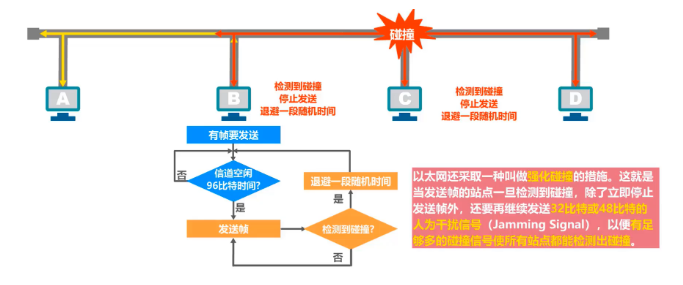 碰撞
A
B
C
D
检测到碰撞
停止发送
退避一段随机时间
检测到碰撞
停止发送
退避一段随机时间
有帧要发送
否
信道空闲
96比特时间?
是
发送帧
退避一段随机时间
是
检测到碰撞?
否
以太网还采取一种叫做强化碰撞的措施。这就是
当发送帧的站点一旦检测到碰撞，除了立即停止
发送帧外，还要再继续发送32比特或48比特的
人为干扰信号（Jamming Signal），以便有足
够多的碰撞信号使所有站点都能检测出碰撞。